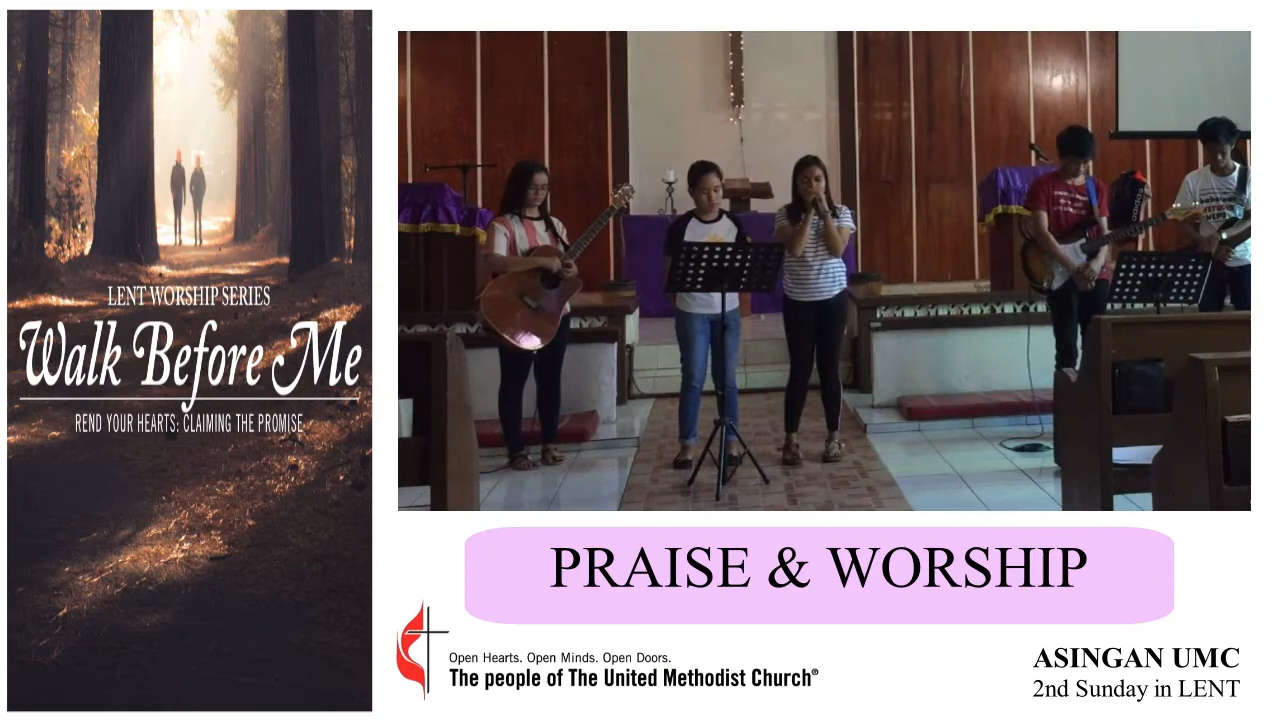 LENT WORSHIP SERIES
Walk Before Me
REND YOUR HEARTS: CLAIMING THE PROMISE
PRAISE & WORSHIP
Open Hearts. Open Minds. Open Doors.
The people of The United Methodist Church®
ASINGAN UMC
2nd Sunday in LENT